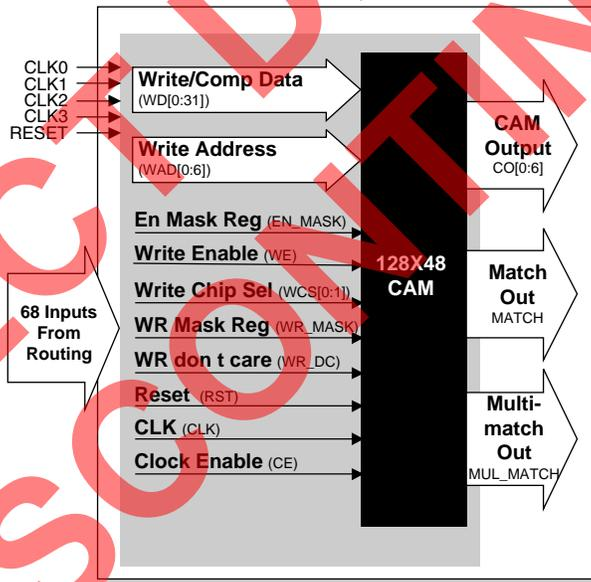 CLK0
CLK1
CLK2
CLK3
RESET
Write/Comp Data
(WD[0:31])
Write Address
(WAD[0:6])
En Mask Reg (EN_MASK)
Write Enable (WE)
Write Chip Sel (WCS[0:1])
WR Mask Reg (WR_MASK)
WR don t care (WR_DC)
Reset (RST)
CLK (CLK)
Clock Enable (CE)
68 Inputs
From
Routing
128X48
CAM
CAM
Output
CO[0:6]
Match
Out
MATCH
Multi-
match
Out
MUL_MATCH